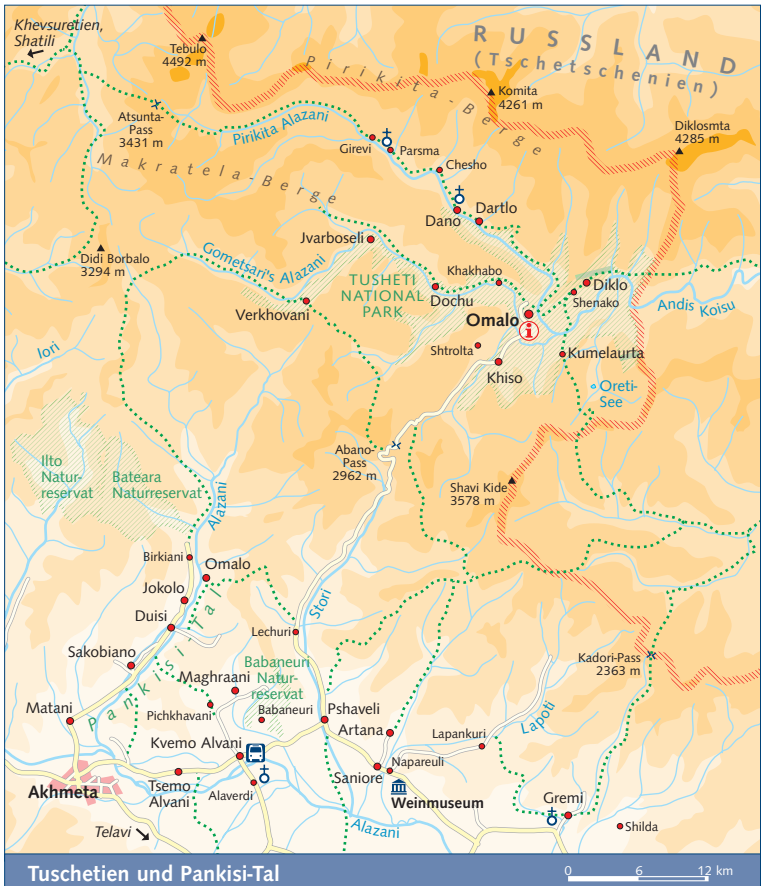 Khevsuretien,
Shatili
Tebulo
4492 m
RUSSLAND
(Tschetschenien)
Pirikita-Berge
Komita
4261 m
Atsunta-
Pass
3431 m
Pirikita Alazani
Diklosmta
4285 m
Girevi
Parsma
Makratela-Berge
Chesho
Dano
Dartlo
Jvarboseli
Didi Borbalo
3294 m
Gometsari's Alazani
Khakhabo
TUSHETI
NATIONAL
PARK
Diklo
Dochu
Shenako
Andis Koisu
Verkhovani
Omalo
i
Iori
Shtrolta
Kumelaurta
Khiso
Oreti-
See
Abano-
Pass
2962 m
Ilto
Natur-
reservat
Bateara
Naturreservat
Shavi Kide
3578 m
Alazani
Birkiani
Omalo
Jokolo
Stori
Duisi
Lechuri
Sakobiano
Pankisi-Tal
Babaneuri
Natur-
reservat
Kadori-Pass
2363 m
Maghraani
Matani
Pichkhavani
Babaneuri
Pshaveli
Lapoti
Artana
Lapankuri
Kvemo Alvani
Napareuli
Saniore
Tsemo
Alvani
Akhmeta
Alaverdi
Weinmuseum
Gremi
Telavi
Alazani
Shilda
Tuschetien und Pankisi-Tal
0 6 12 km